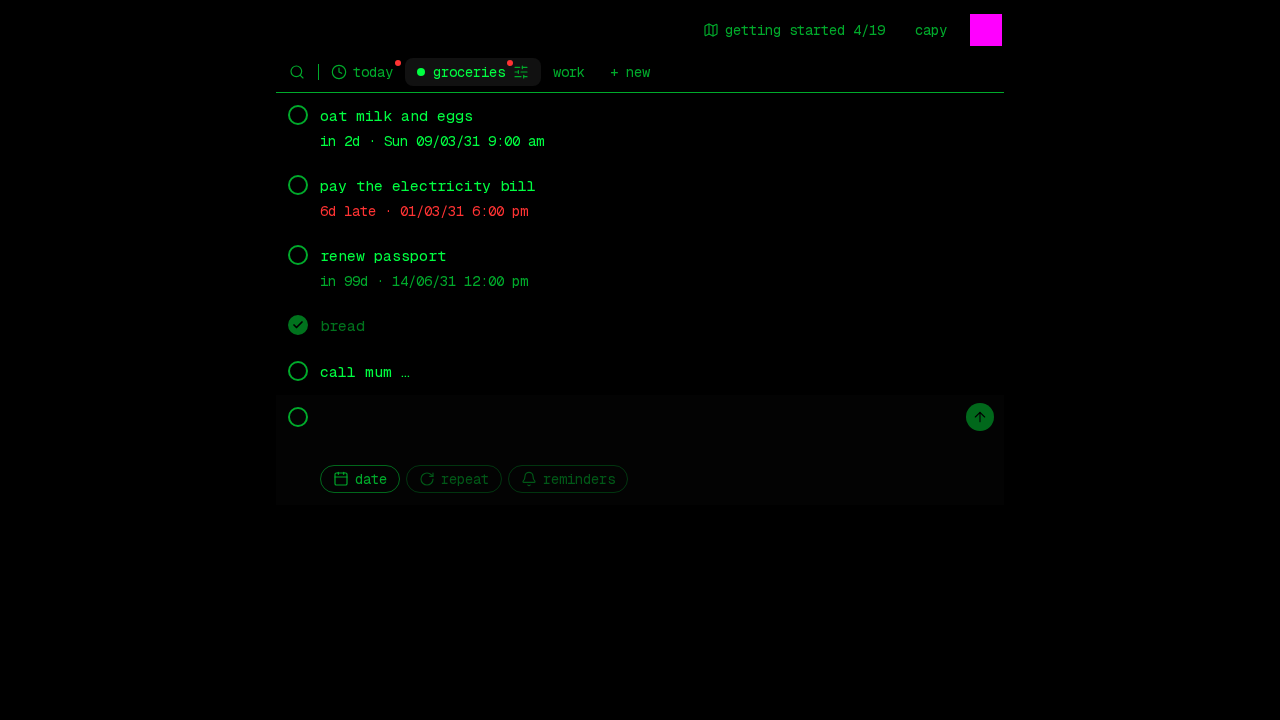 getting started 4/19 capy
today groceries work + new
oat milk and eggs
in 2d · Sun 09/03/31 9:00 am
pay the electricity bill
6d late · 01/03/31 6:00 pm
renew passport
in 99d · 14/06/31 12:00 pm
bread
call mum …
date repeat reminders